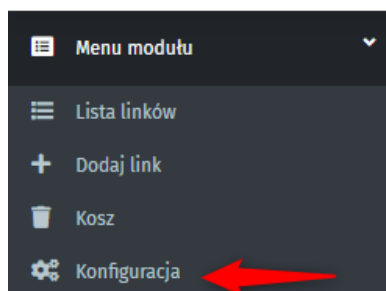 Menu modułu
Lista linków
Dodaj link
Kosz
Konfiguracja